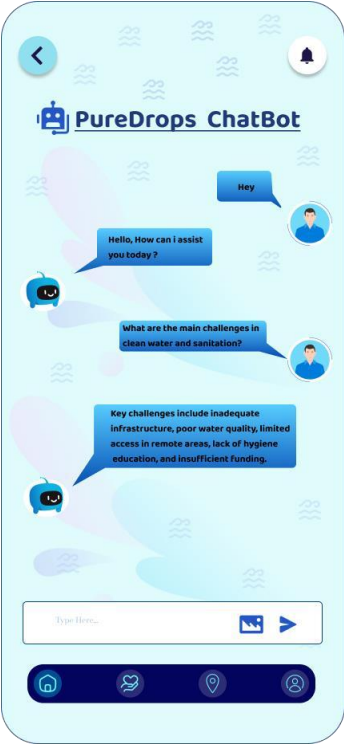 PureDrops ChatBot
Hey
Hello, How can i assist
you today ?
What are the main challenges in
clean water and sanitation?
Key challenges include inadequate
infrastructure, poor water quality, limited
access in remote areas, lack of hygiene
education, and insufficient funding.
Type Here...